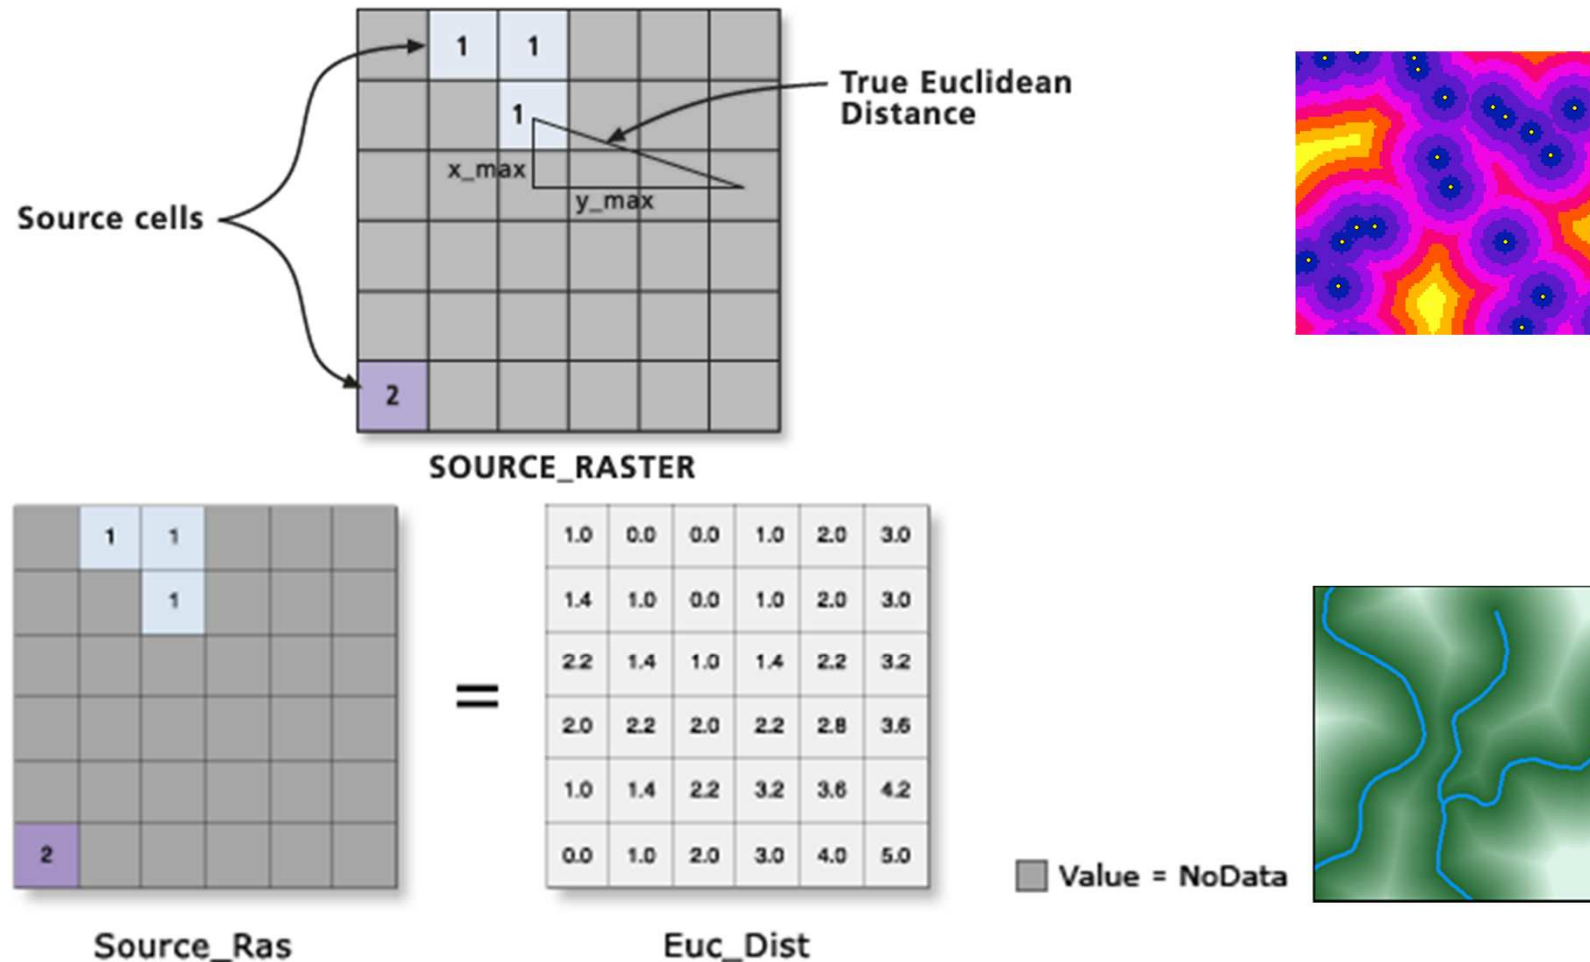 1 1
True Euclidean
Distance
1
x_max
y_max
Source cells
2
SOURCE_RASTER
1 1
1
2
Source_Ras
=
1.0 0.0 0.0 1.0 2.0 3.0
1.4 1.0 0.0 1.0 2.0 3.0
2.2 1.4 1.0 1.4 2.2 3.2
2.0 2.2 2.0 2.2 2.8 3.6
1.0 1.4 2.2 3.2 3.6 4.2
0.0 1.0 2.0 3.0 4.0 5.0
Euc_Dist
Value = NoData